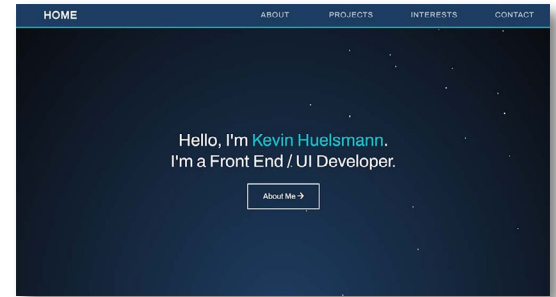 HOME ABOUT PROJECTS INTERESTS CONTACT
Hello, I'm Kevin Huelsmann.
I'm a Front End / UI Developer.
About Me →